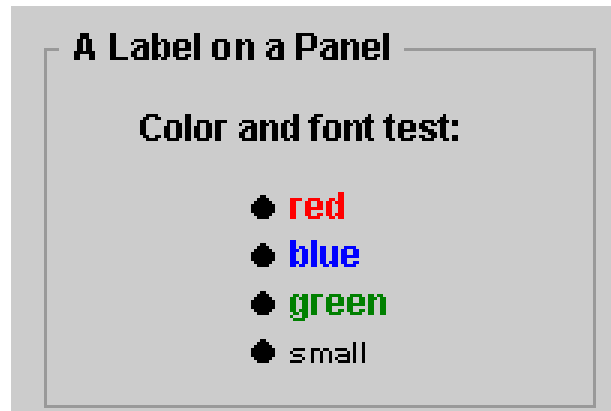 A Label on a Panel
Color and font test:
● red
● blue
● green
● small